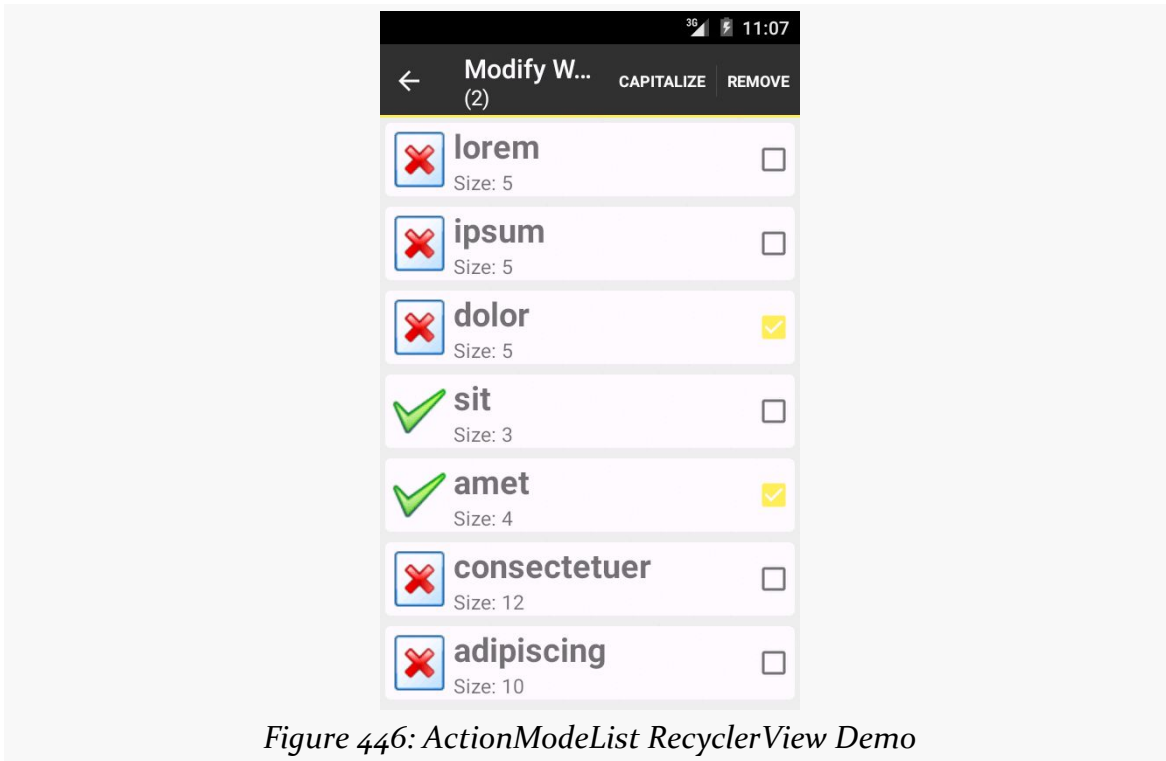 3G 11:07
Modify W... CAPITALIZE REMOVE
(2)
lorem
Size: 5
ipsum
Size: 5
dolor
Size: 5
sit
Size: 3
amet
Size: 4
consectetuer
Size: 12
adipiscing
Size: 10
Figure 446: ActionModeList RecyclerView Demo